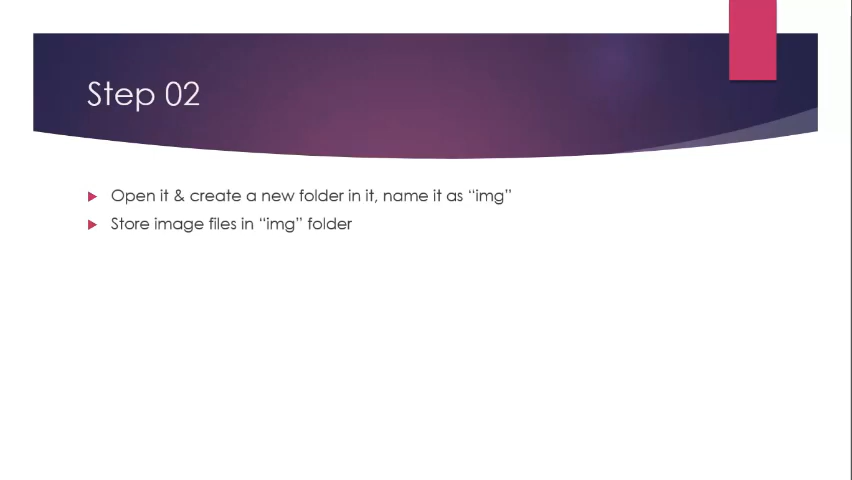 Step 02
Open it & create a new folder in it, name it as “img”
Store image files in “img” folder